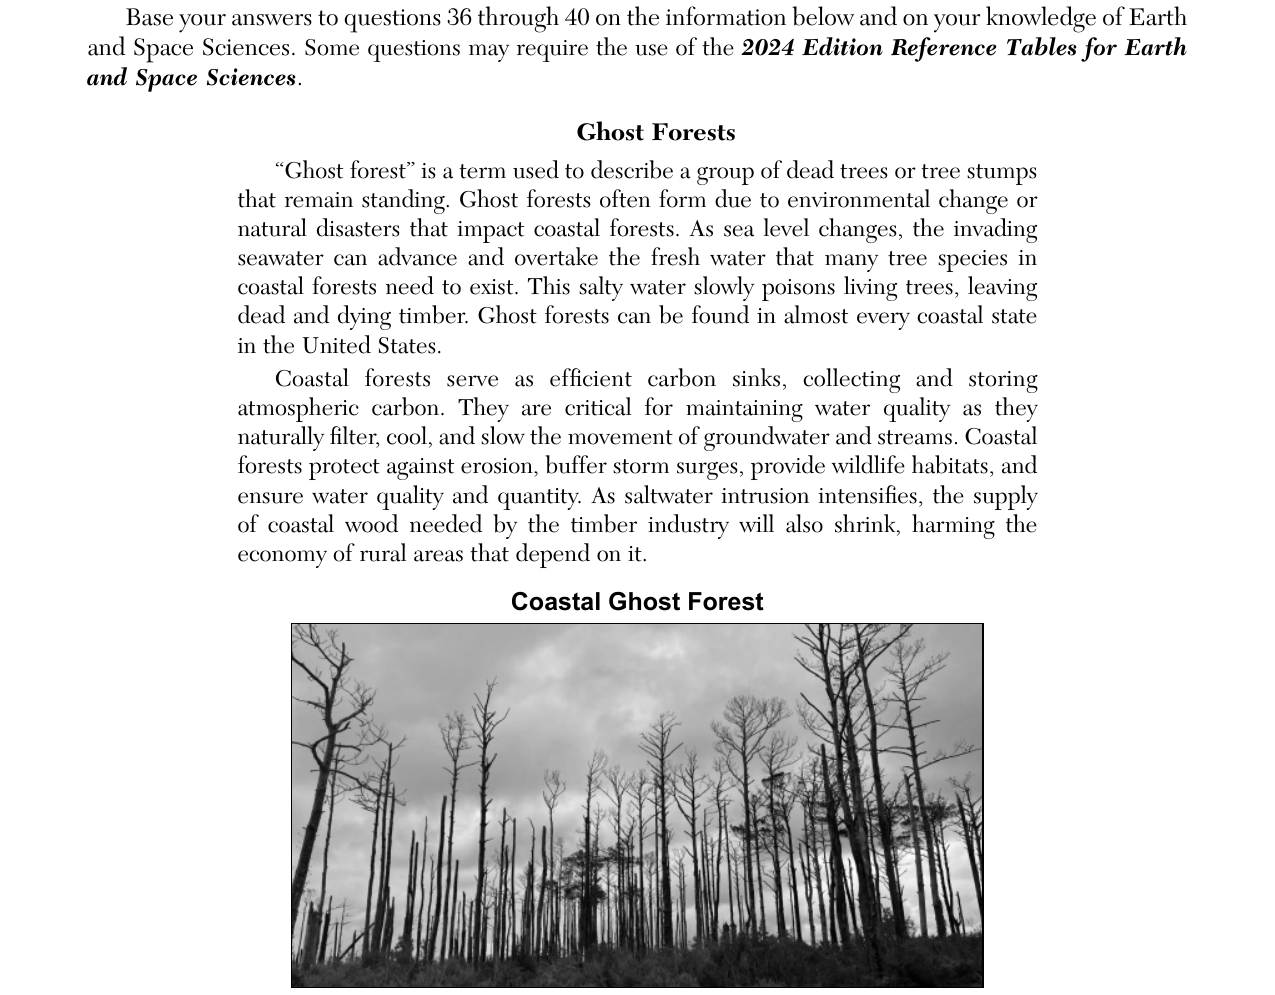 Base your answers to questions 36 through 40 on the information below and on your knowledge of Earth
and Space Sciences. Some questions may require the use of the 2024 Edition Reference Tables for Earth
and Space Sciences.
Ghost Forests
“Ghost forest” is a term used to describe a group of dead trees or tree stumps
that remain standing. Ghost forests often form due to environmental change or
natural disasters that impact coastal forests. As sea level changes, the invading
seawater can advance and overtake the fresh water that many tree species in
coastal forests need to exist. This salty water slowly poisons living trees, leaving
dead and dying timber. Ghost forests can be found in almost every coastal state
in the United States.
Coastal forests serve as efficient carbon sinks, collecting and storing
atmospheric carbon. They are critical for maintaining water quality as they
naturally filter, cool, and slow the movement of groundwater and streams. Coastal
forests protect against erosion, buffer storm surges, provide wildlife habitats, and
ensure water quality and quantity. As saltwater intrusion intensifies, the supply
of coastal wood needed by the timber industry will also shrink, harming the
economy of rural areas that depend on it.
Coastal Ghost Forest